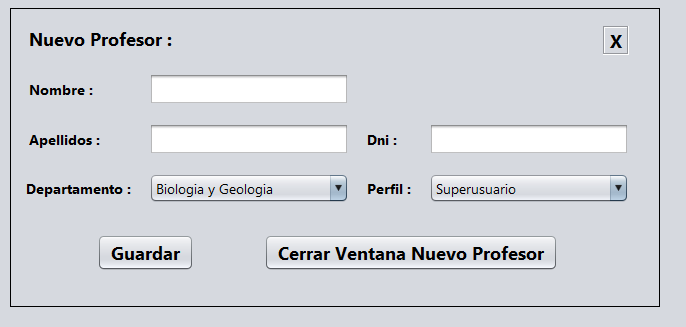 Nuevo Profesor : X
Nombre :
Apellidos : Dni :
Departamento : Biologia y Geologia Perfil : Superusuario
Guardar Cerrar Ventana Nuevo Profesor